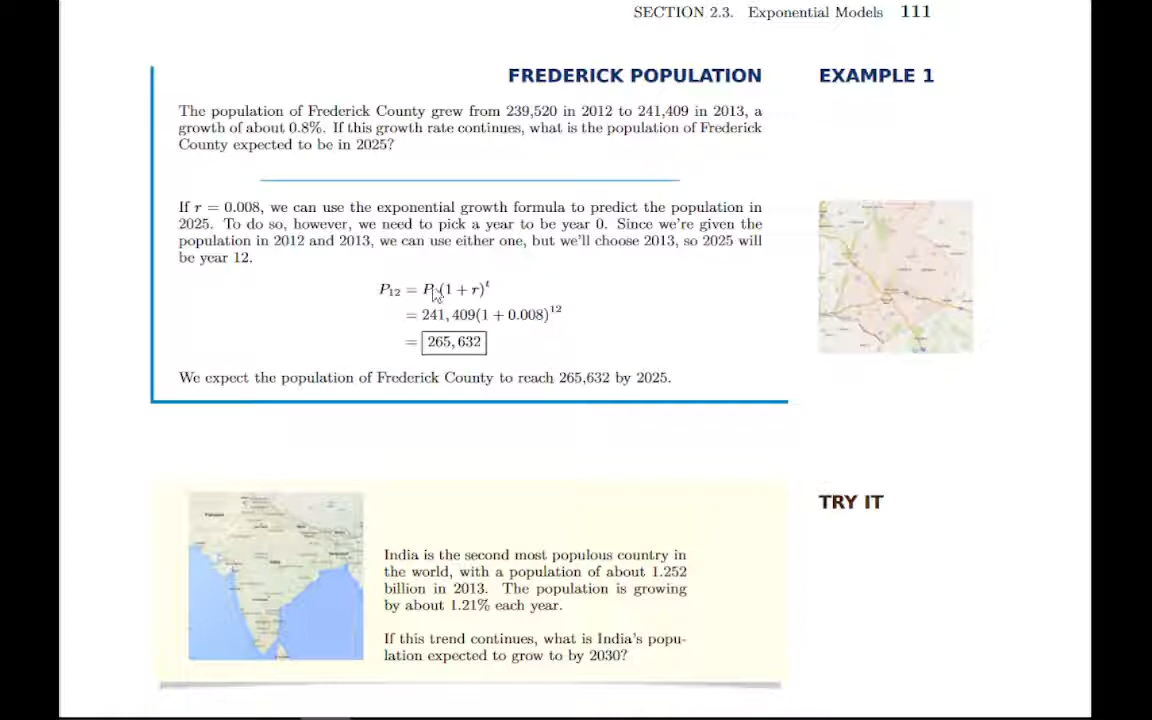 SECTION 2.3. Exponential Models 111
FREDERICK POPULATION
EXAMPLE 1
The population of Frederick County grew from 239,520 in 2012 to 241,409 in 2013, a
growth of about 0.8%. If this growth rate continues, what is the population of Frederick
County expected to be in 2025?
If r = 0.008, we can use the exponential growth formula to predict the population in
2025. To do so, however, we need to pick a year to be year 0. Since we're given the
population in 2012 and 2013, we can use either one, but we'll choose 2013, so 2025 will
be year 12.
P₁₂ = P (1 + r)ᵗ
= 241,409(1 + 0.008)¹²
= 265,632
We expect the population of Frederick County to reach 265,632 by 2025.
TRY IT
India is the second most populous country in
the world, with a population of about 1.252
billion in 2013. The population is growing
by about 1.21% each year.
If this trend continues, what is India's popu-
lation expected to grow to by 2030?